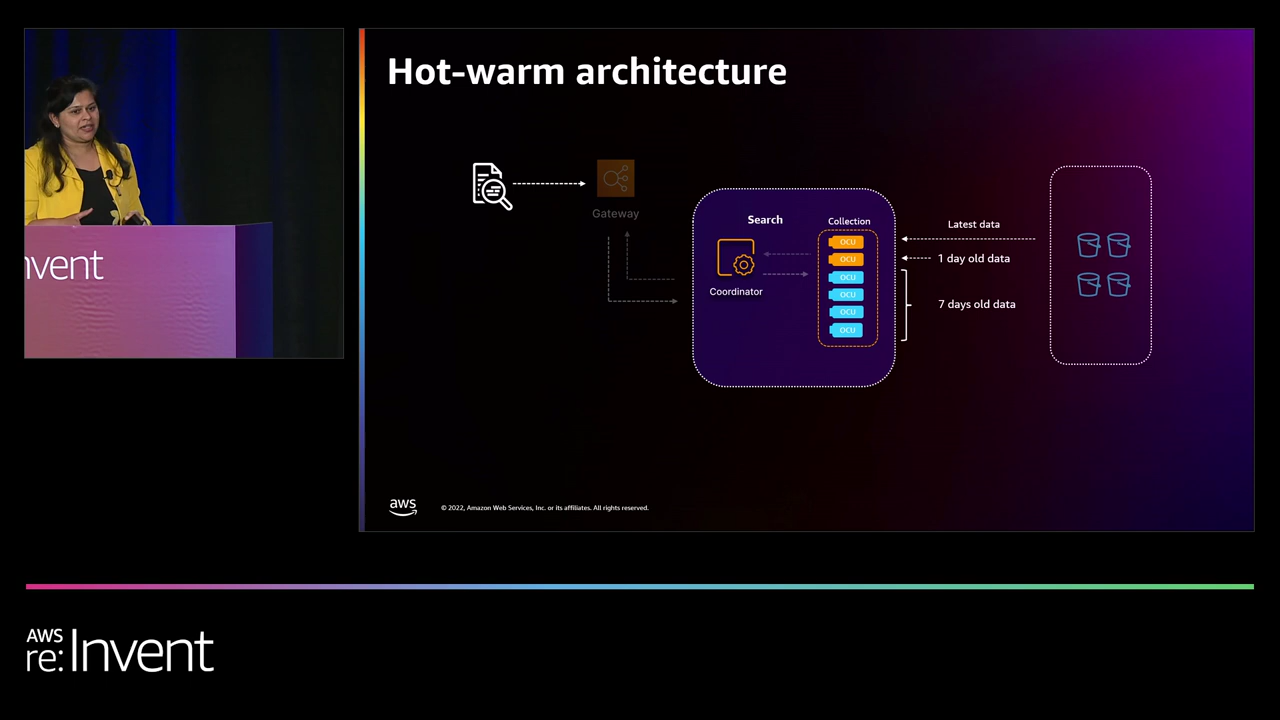 Hot-warm architecture
Gateway
Search
Collection
OCU
OCU
OCU
OCU
OCU
OCU
Coordinator
Latest data
1 day old data
7 days old data
nvent
aws
© 2022, Amazon Web Services, Inc. or its affiliates. All rights reserved.
AWS
re:Invent